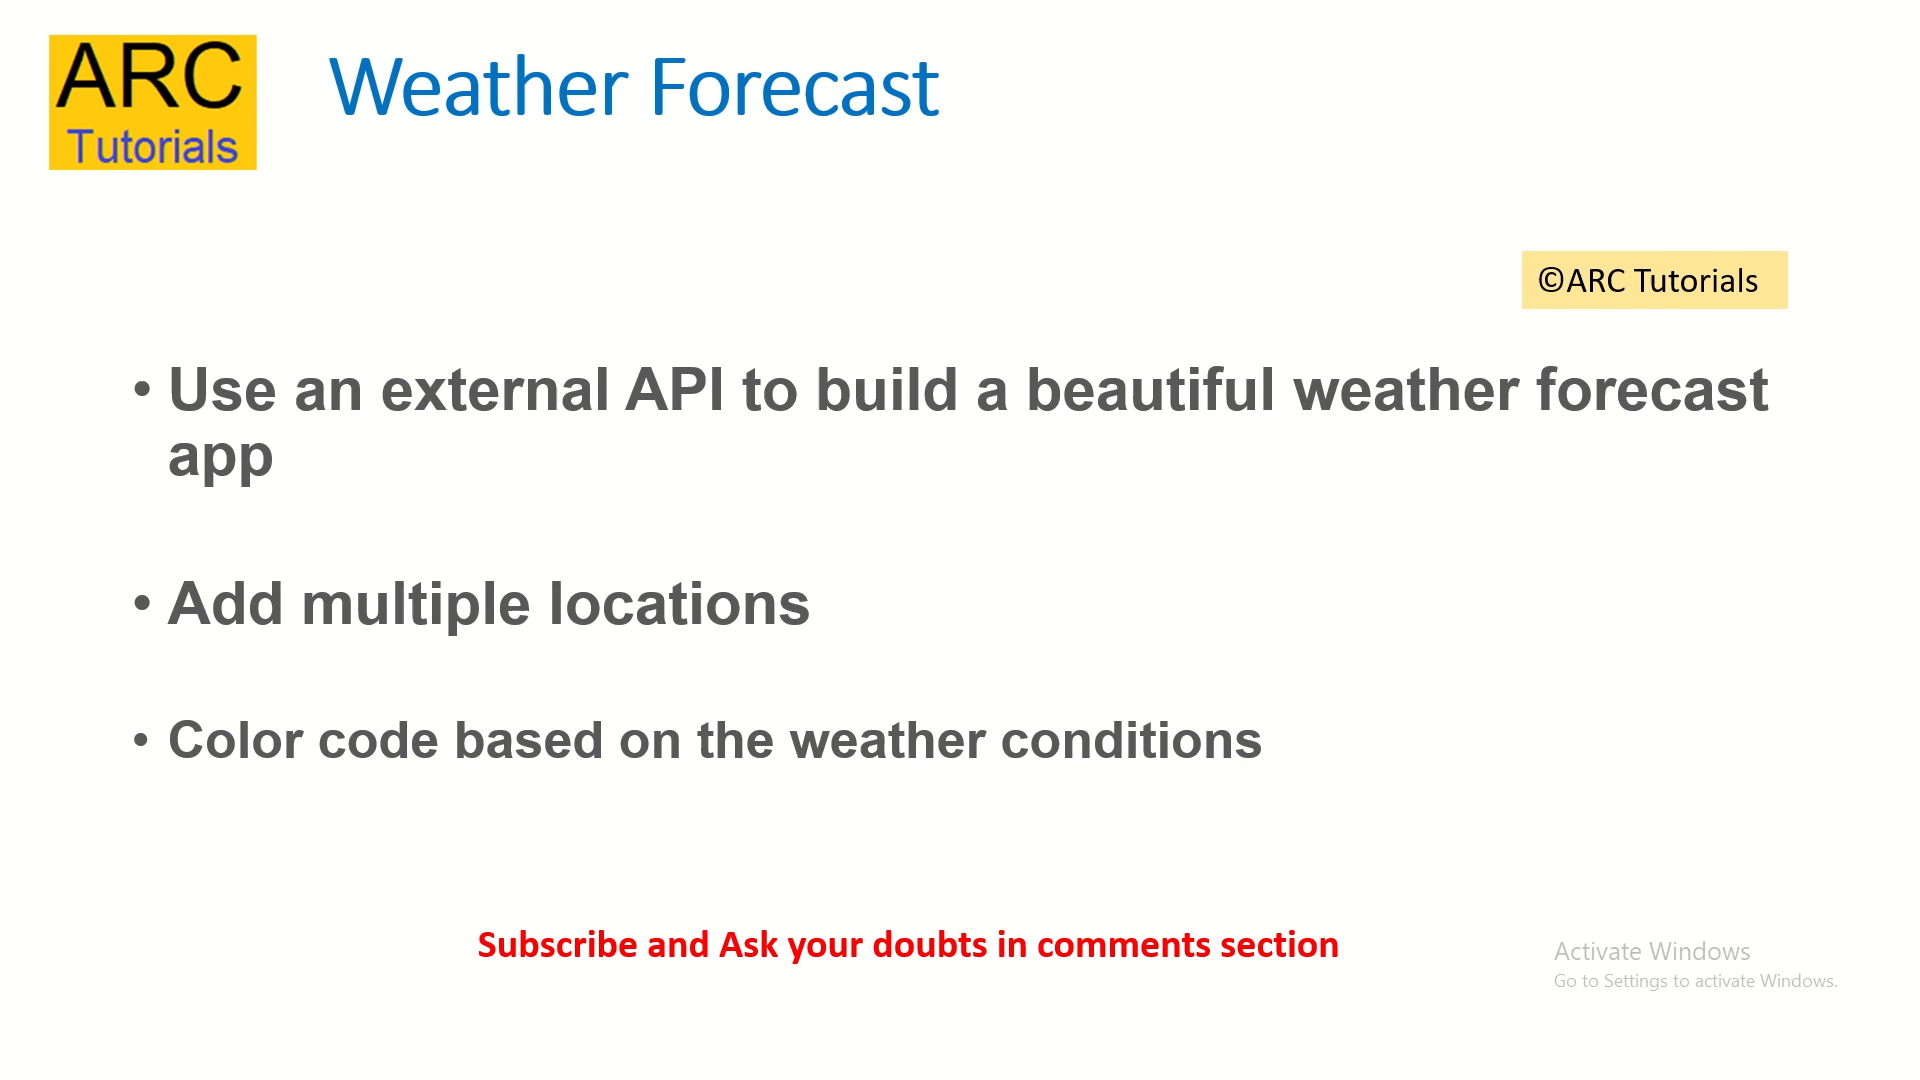 ARC
Tutorials
Weather Forecast
©ARC Tutorials
• Use an external API to build a beautiful weather forecast
app
• Add multiple locations
• Color code based on the weather conditions
Subscribe and Ask your doubts in comments section
Activate Windows
Go to Settings to activate Windows.